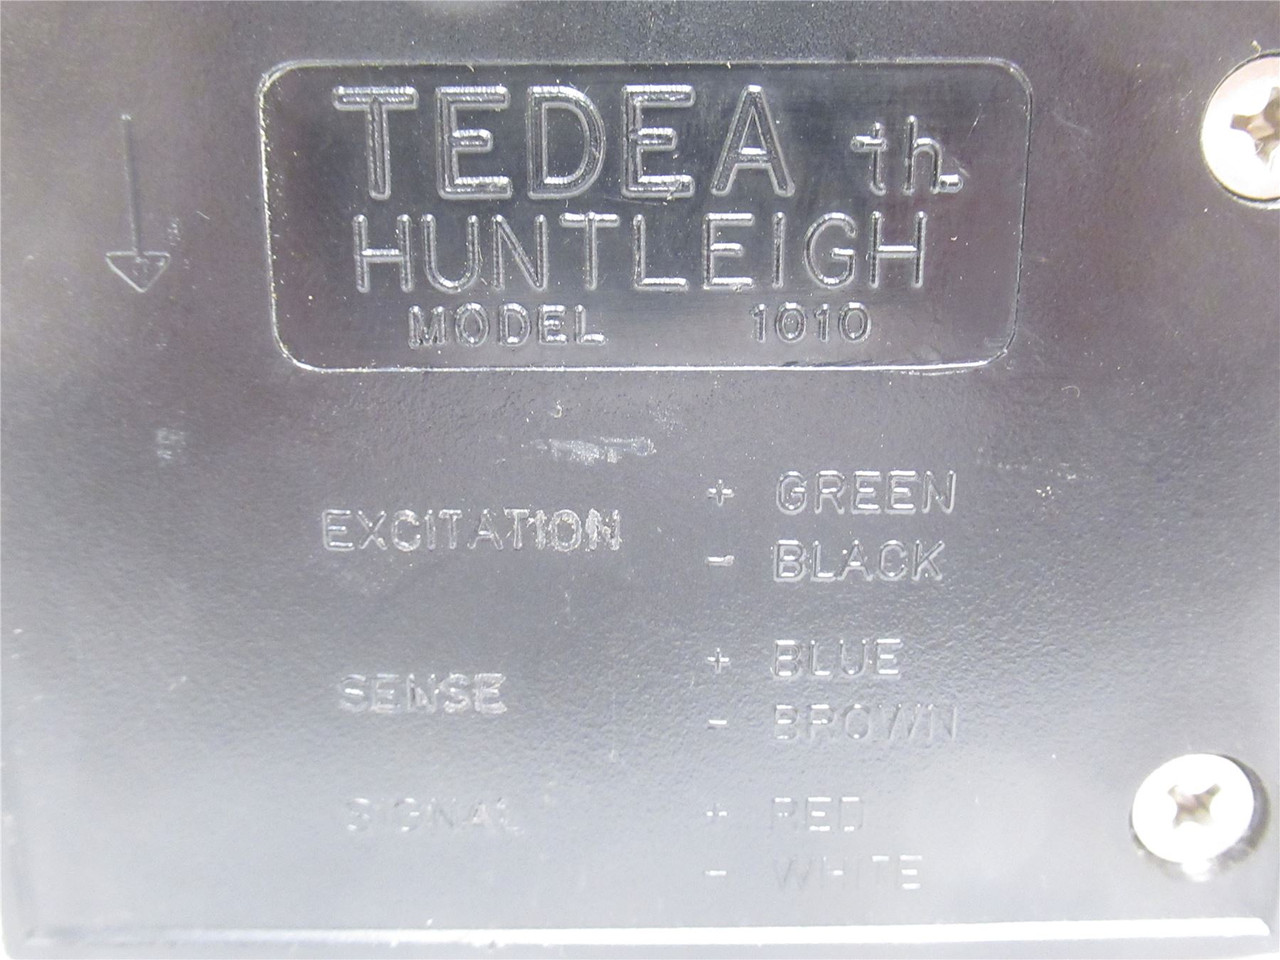 TEDEA th.
HUNTLEIGH
MODEL 1010
EXCITATION + GREEN
- BLACK
SENSE + BLUE
- BROWN
SIGNAL + RED
- WHITE